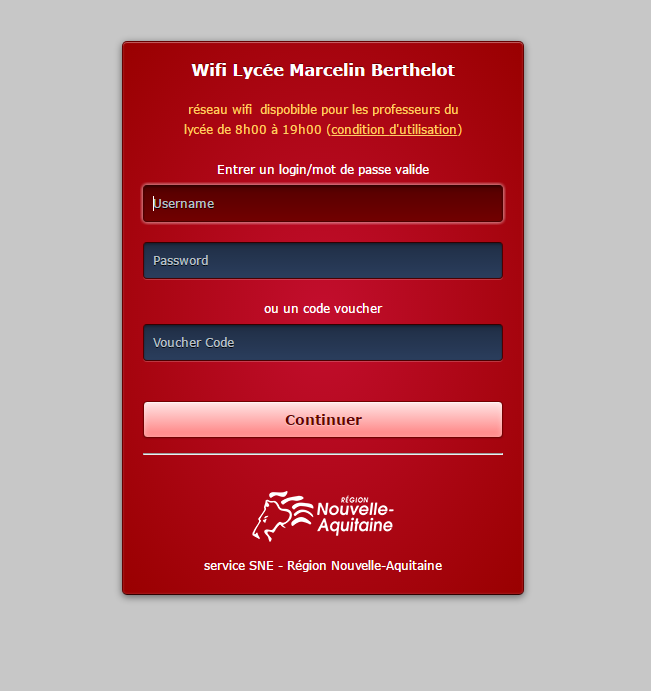 Wifi Lycée Marcelin Berthelot
réseau wifi dispobible pour les professeurs du
lycée de 8h00 à 19h00 (condition d'utilisation)
Entrer un login/mot de passe valide
Username
Password
ou un code voucher
Voucher Code
Continuer
RÉGION
Nouvelle-
Aquitaine
service SNE - Région Nouvelle-Aquitaine